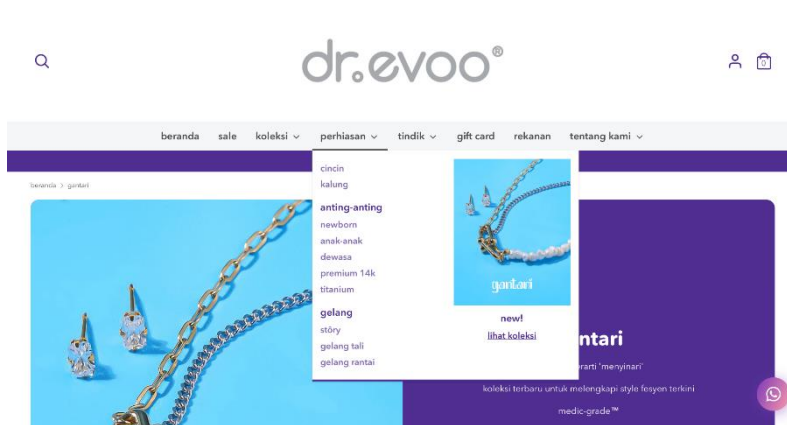 dr.evoo®
0
beranda sale koleksi perhiasan tindik gift card rekanan tentang kami
beranda > gantari
cincin
kalung
anting-anting
newborn
anak-anak
dewasa
premium 14k
titanium
gelang
stóry
gelang tali
gelang rantai
gantari
new!
lihat koleksi
ntari
rarti 'menyinari'
koleksi terbaru untuk melengkapi style fesyen terkini
medic-grade™